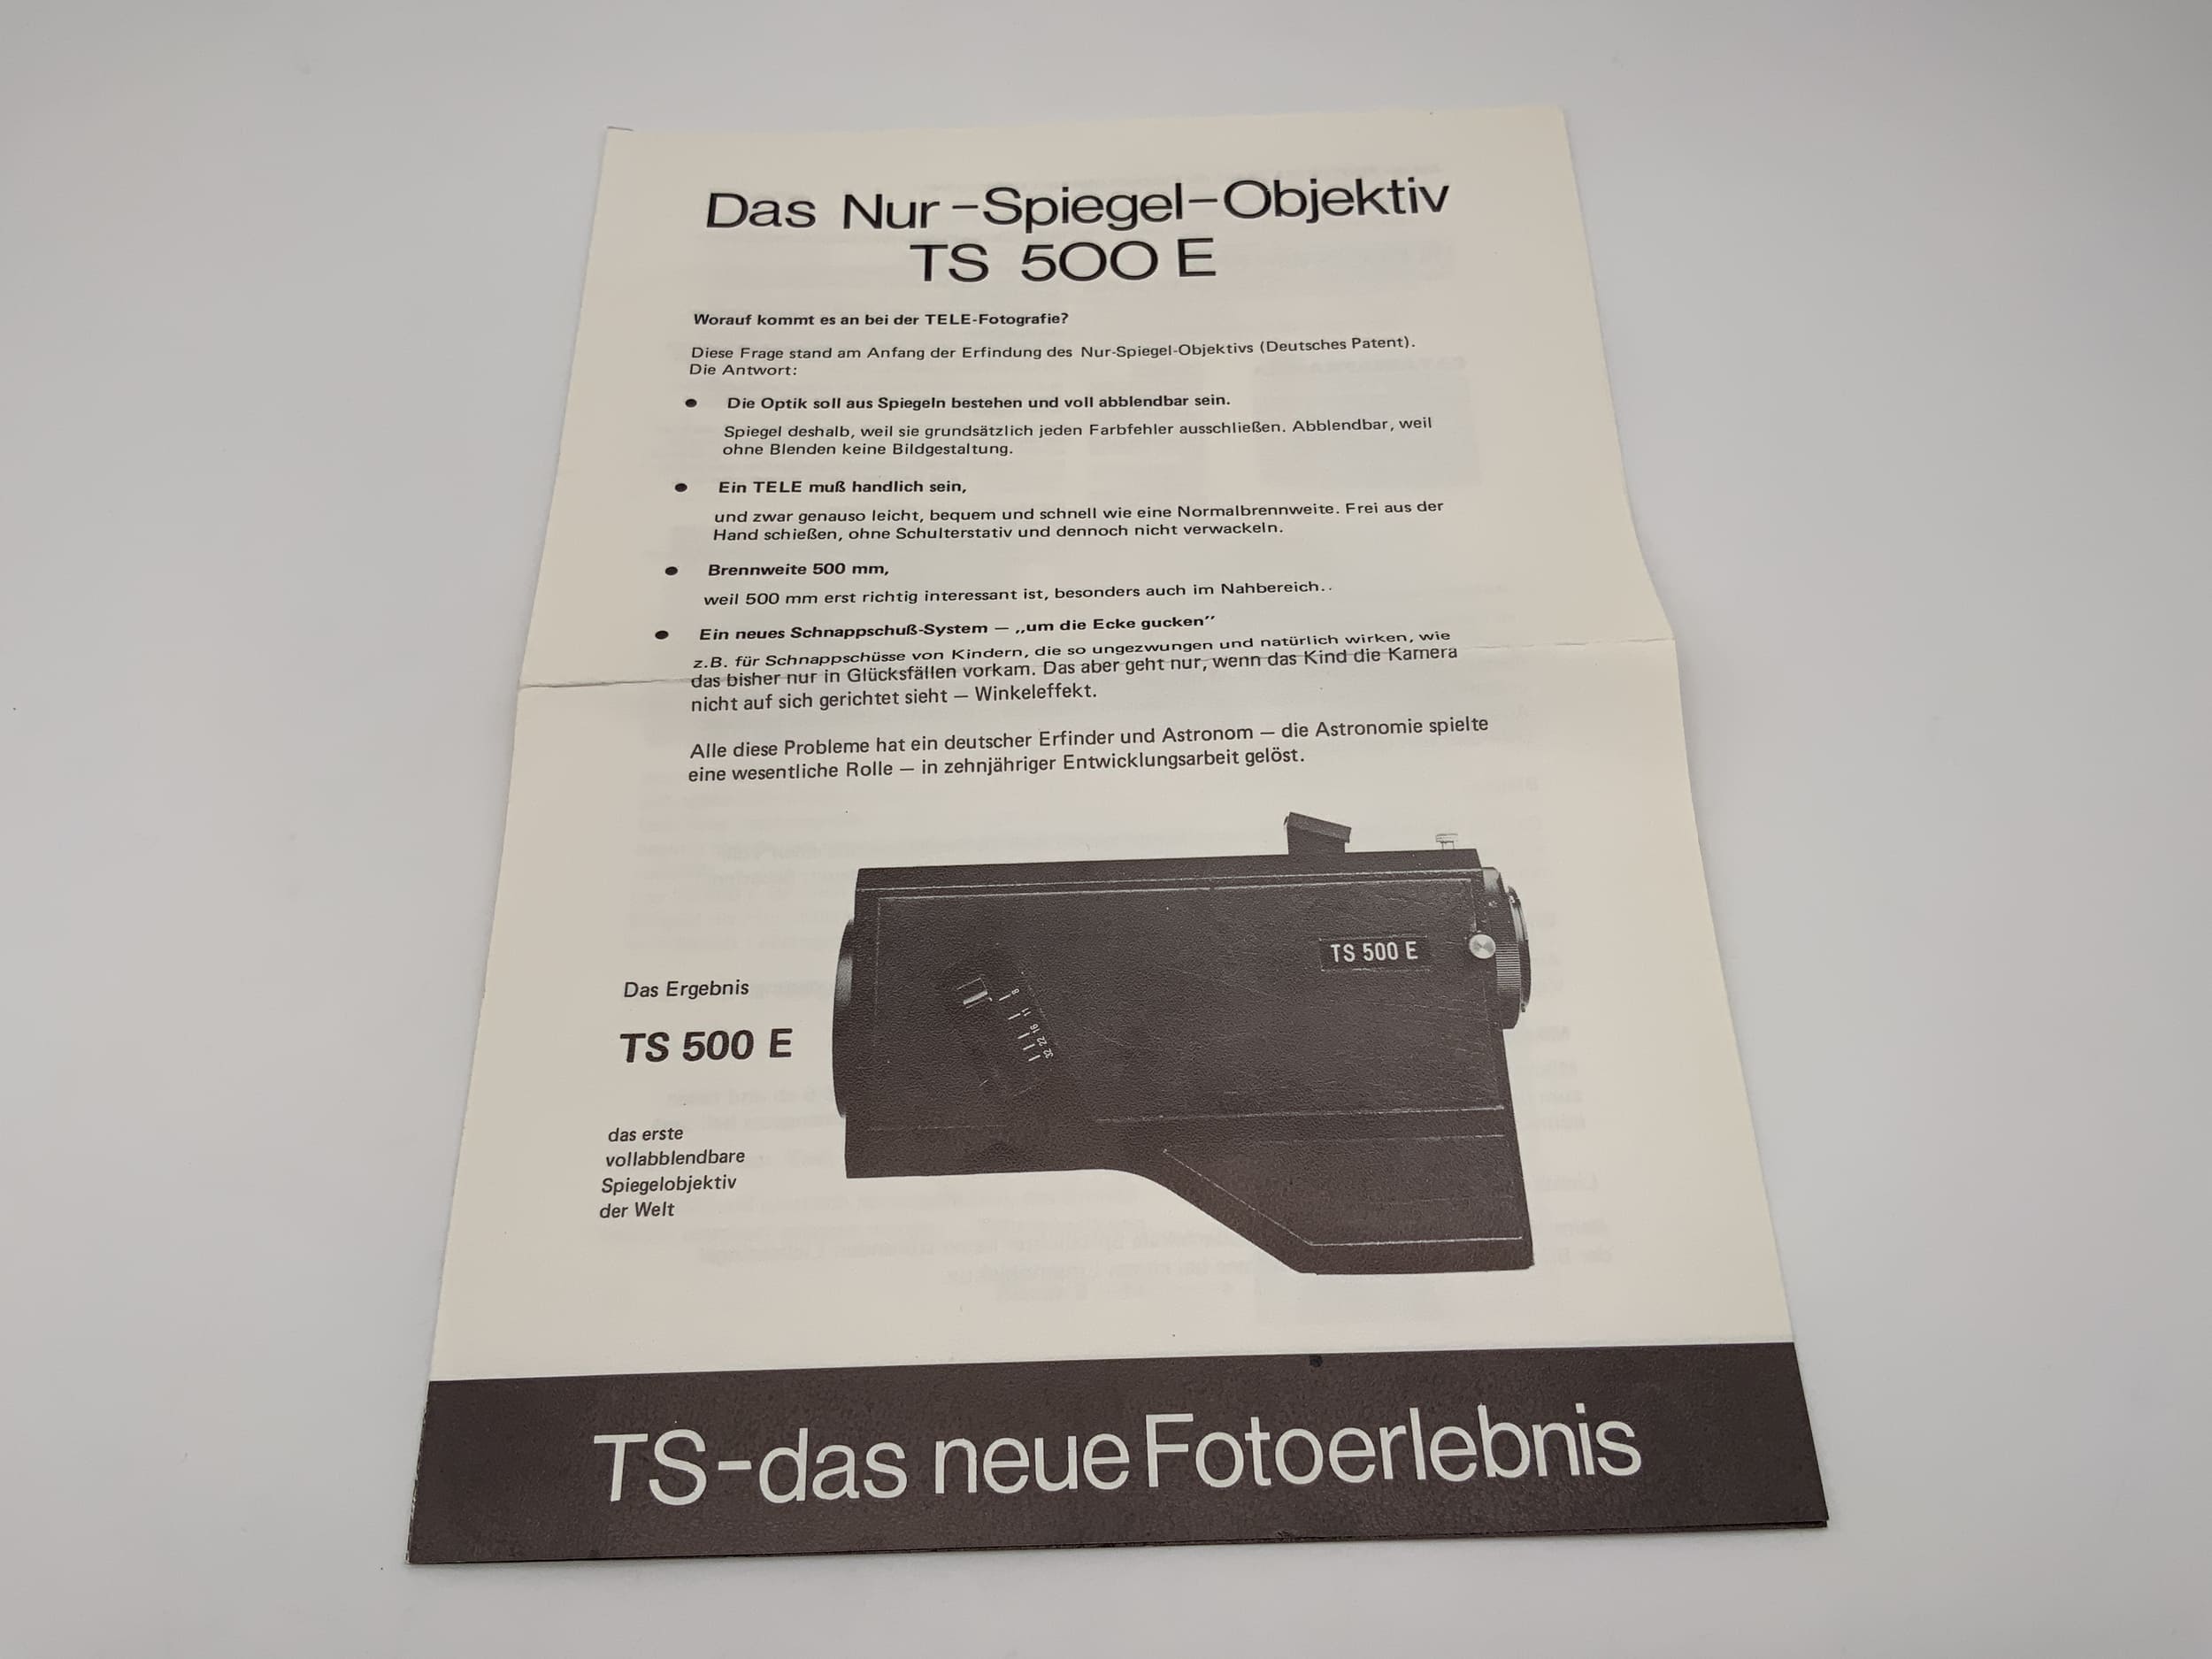 Das Nur-Spiegel-Objektiv
TS 500 E
Worauf kommt es an bei der TELE-Fotografie?
Diese Frage stand am Anfang der Erfindung des Nur-Spiegel-Objektivs (Deutsches Patent).
Die Antwort:
● Die Optik soll aus Spiegeln bestehen und voll abblendbar sein.
Spiegel deshalb, weil sie grundsätzlich jeden Farbfehler ausschließen. Abblendbar, weil
ohne Blenden keine Bildgestaltung.
● Ein TELE muß handlich sein,
und zwar genauso leicht, bequem und schnell wie eine Normalbrennweite. Frei aus der
Hand schießen, ohne Schulterstativ und dennoch nicht verwackeln.
● Brennweite 500 mm,
weil 500 mm erst richtig interessant ist, besonders auch im Nahbereich..
● Ein neues Schnappschuß-System — „um die Ecke gucken“
z.B. für Schnappschüsse von Kindern, die so ungezwungen und natürlich wirken, wie
das bisher nur in Glücksfällen vorkam. Das aber geht nur, wenn das Kind die Kamera
nicht auf sich gerichtet sieht — Winkeleffekt.
Alle diese Probleme hat ein deutscher Erfinder und Astronom — die Astronomie spielte
eine wesentliche Rolle — in zehnjähriger Entwicklungsarbeit gelöst.
TS 500 E
8
11
16
22
32
Das Ergebnis
TS 500 E
das erste
vollabblendbare
Spiegelobjektiv
der Welt
TS-das neue Fotoerlebnis